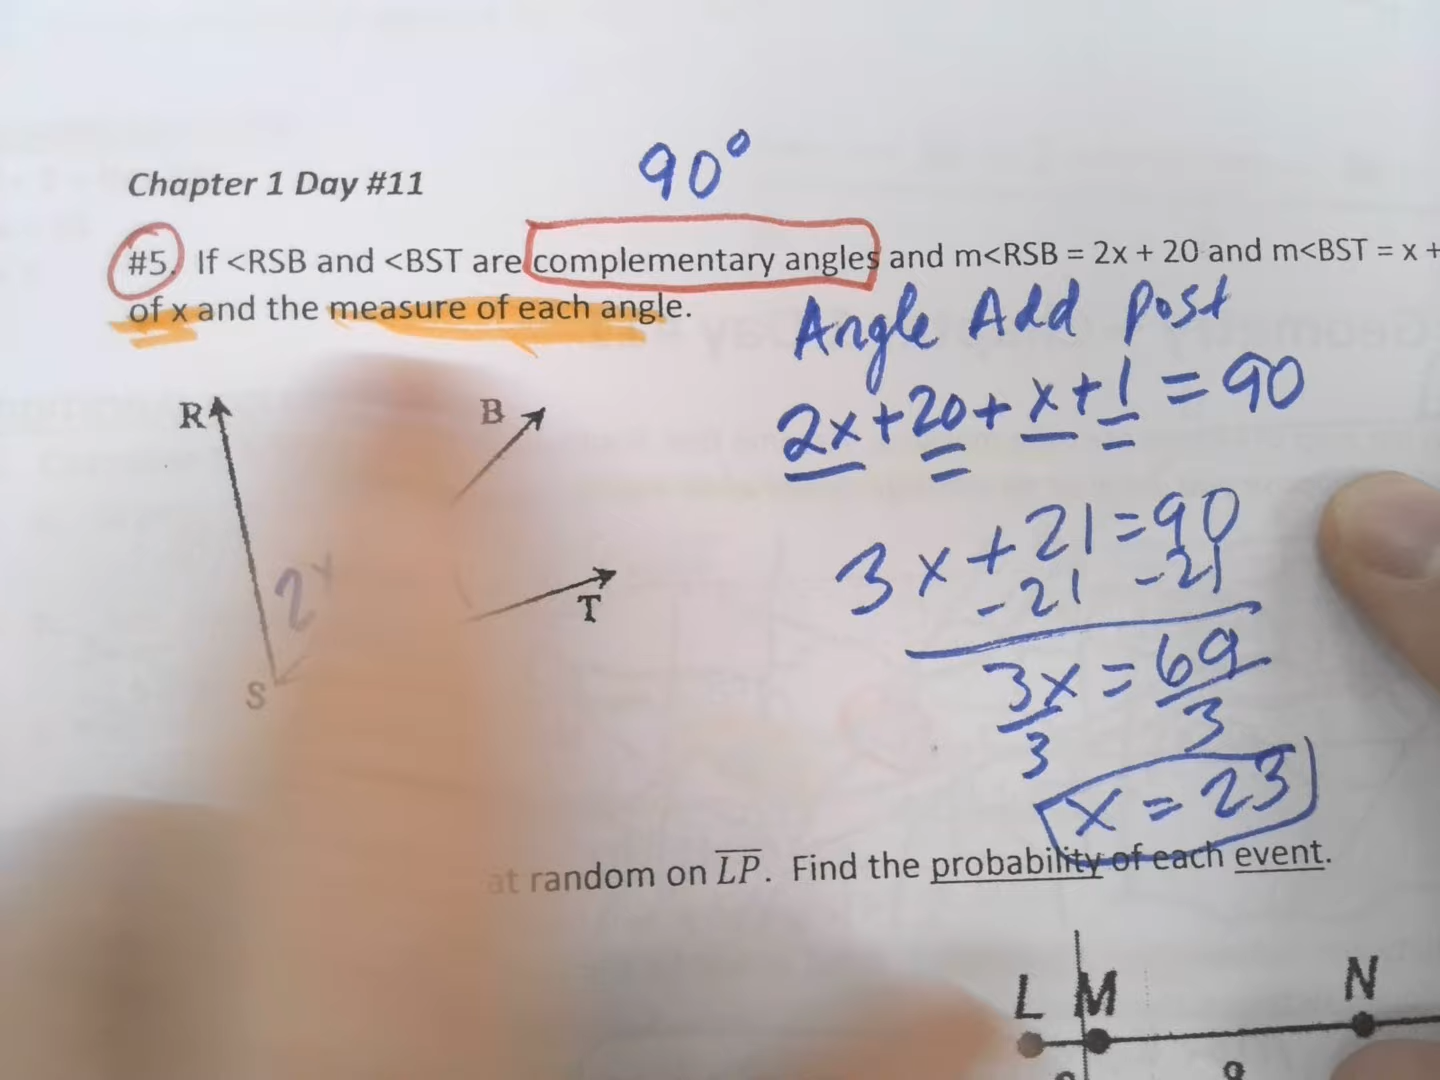 90°
Chapter 1 Day #11
#5. If <RSB and <BST are complementary angles and m<RSB = 2x + 20 and m<BST = x +
of x and the measure of each angle.
Angle Add Post
2x+20+x+1=90
3x+21=90
-21 -21
3x=69
3 3
x=23
R
B
T
2x
S
at random on LP. Find the probability of each event.
L M N